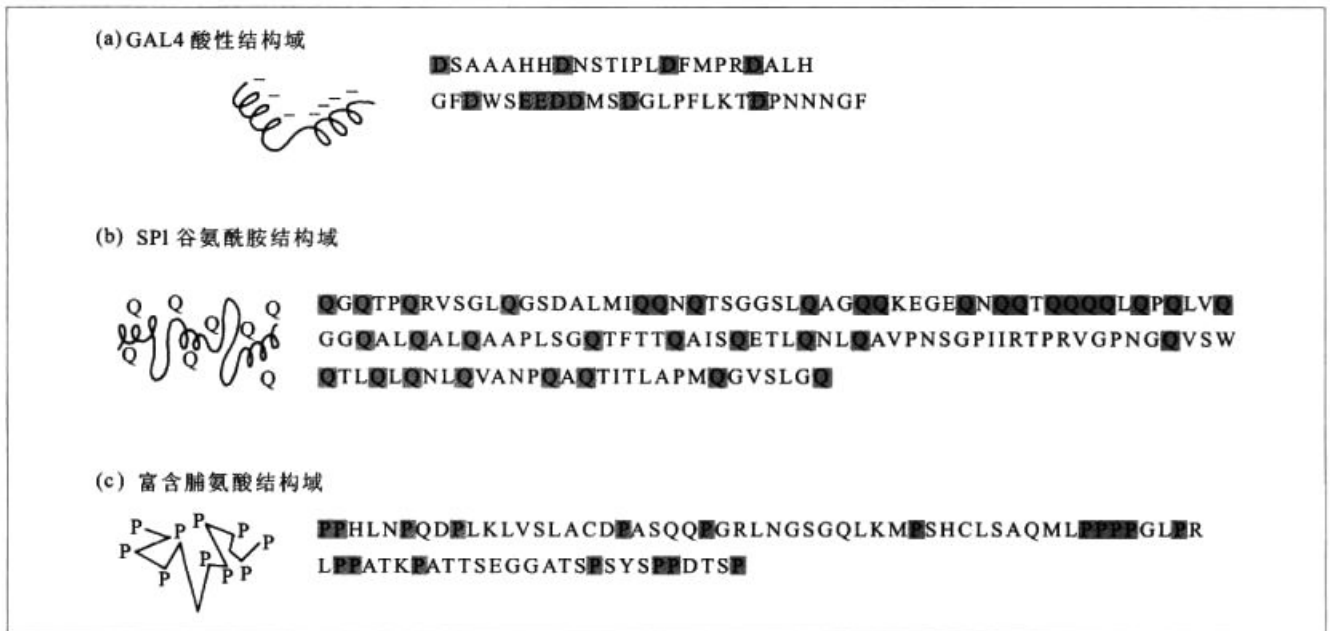 (a) GAL4 酸性结构域
DSAAAHHDNSTIPLDFMPRDALH
GFDWSEEDDMSDGLPFLKTDPNNNGF
(b) SP1 谷氨酰胺结构域
Q Q Q Q Q Q Q
QGQTPQRVSGLQGSDALMIQQNQTSGGSLQAGQQKEGEQNQQTQQQQLQPQLVQ
GGQALQALQAAPLSGQTFTTQAISQETLQNLQAVPNSGPIIRTPRVGPNGQVSW
QTLQLQNLQVANPQAQTITLAPMQGVSLGQ
(c) 富含脯氨酸结构域
P P P P P P P P P P
PPHLNPQDPLKLVSLACDPASQQPGRLNGSGQLKMPSHCLSAQMLPPPPGLPR
LPPATKPATTSEGGATSPSYSPPDTSP